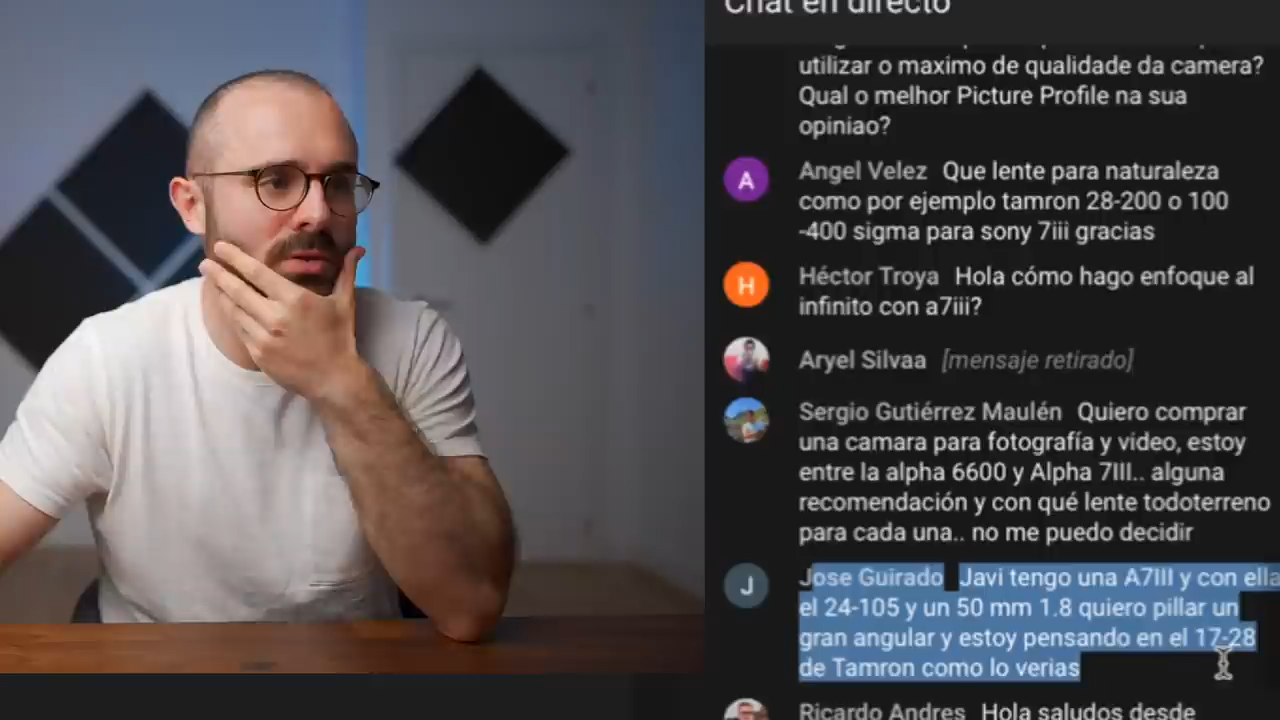 Chat en directo
utilizar o maximo de qualidade da camera?
Qual o melhor Picture Profile na sua
opiniao?
A
Angel Velez Que lente para naturaleza
como por ejemplo tamron 28-200 o 100
-400 sigma para sony 7iii gracias
H
Héctor Troya Hola cómo hago enfoque al
infinito con a7iii?
Aryel Silvaa [mensaje retirado]
Sergio Gutiérrez Maulén Quiero comprar
una camara para fotografía y video, estoy
entre la alpha 6600 y Alpha 7III.. alguna
recomendación y con qué lente todoterreno
para cada una.. no me puedo decidir
J
Jose Guirado Javi tengo una A7III y con ella
el 24-105 y un 50 mm 1.8 quiero pillar un
gran angular y estoy pensando en el 17-28
de Tamron como lo verias
Ricardo Andres Hola saludos desde